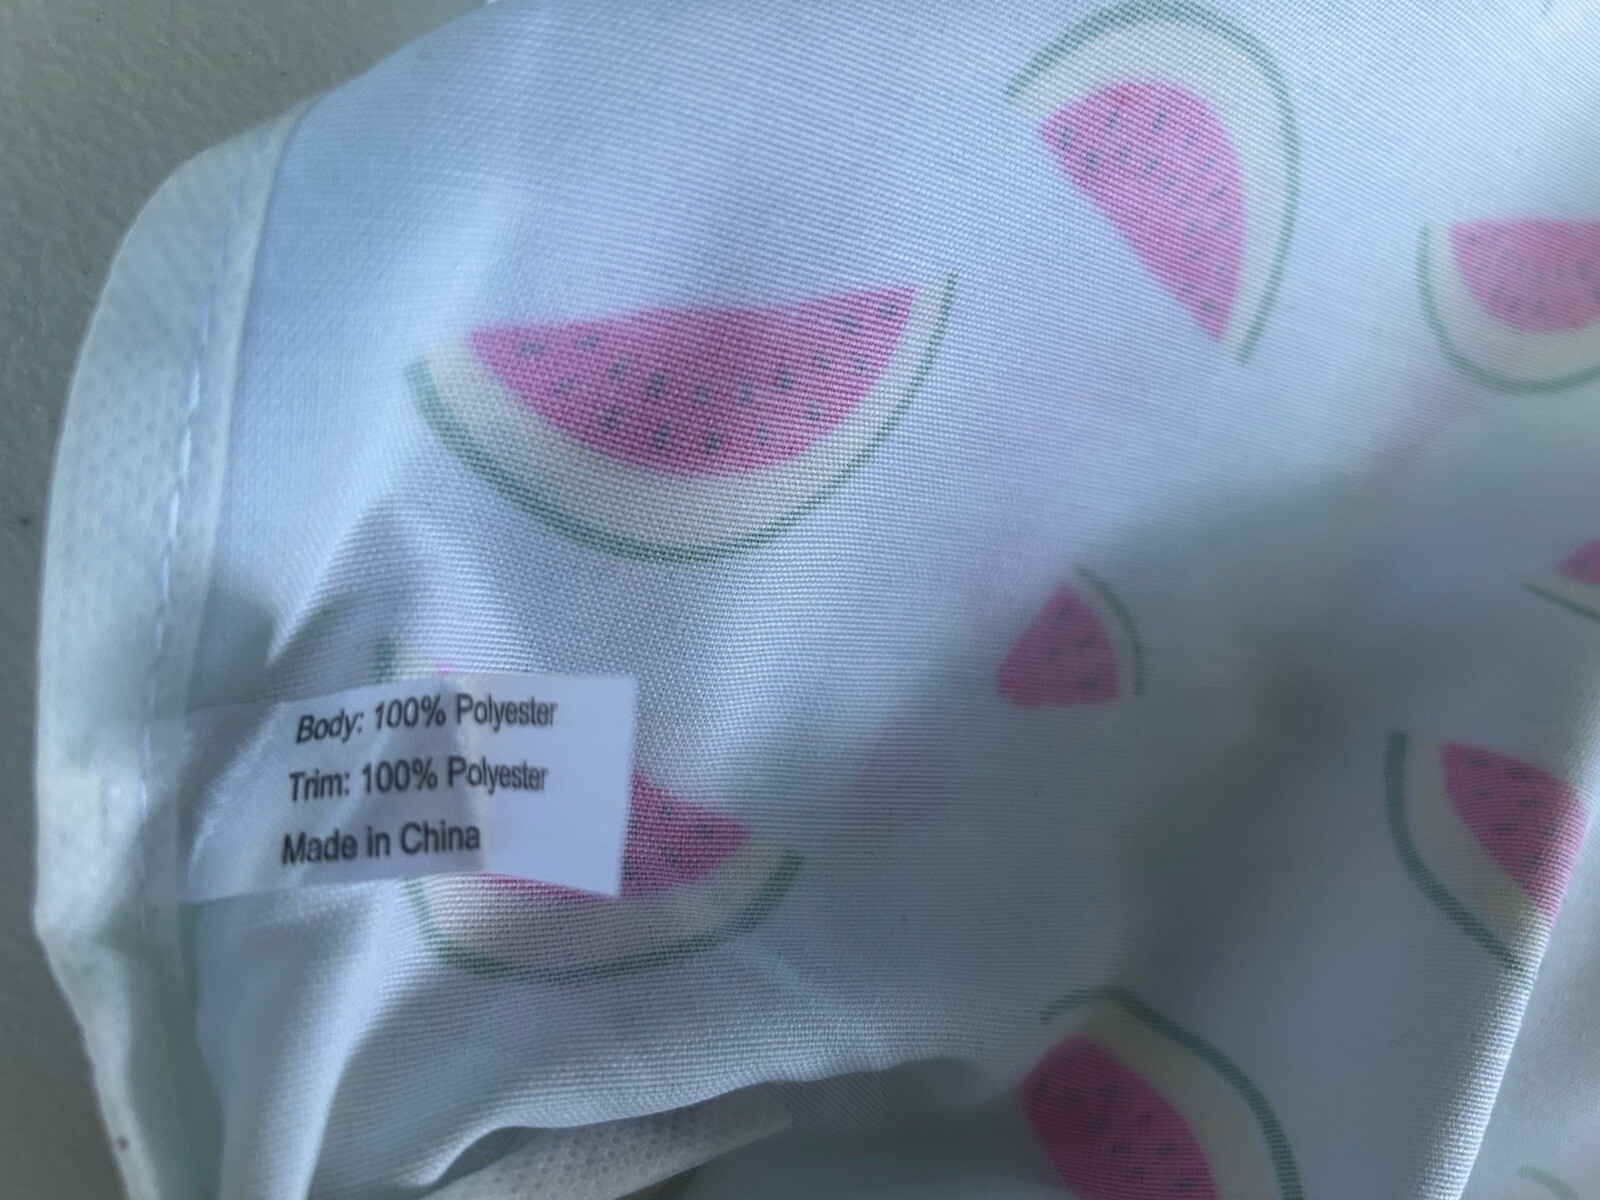 Body: 100% Polyester
Trim: 100% Polyester
Made in China